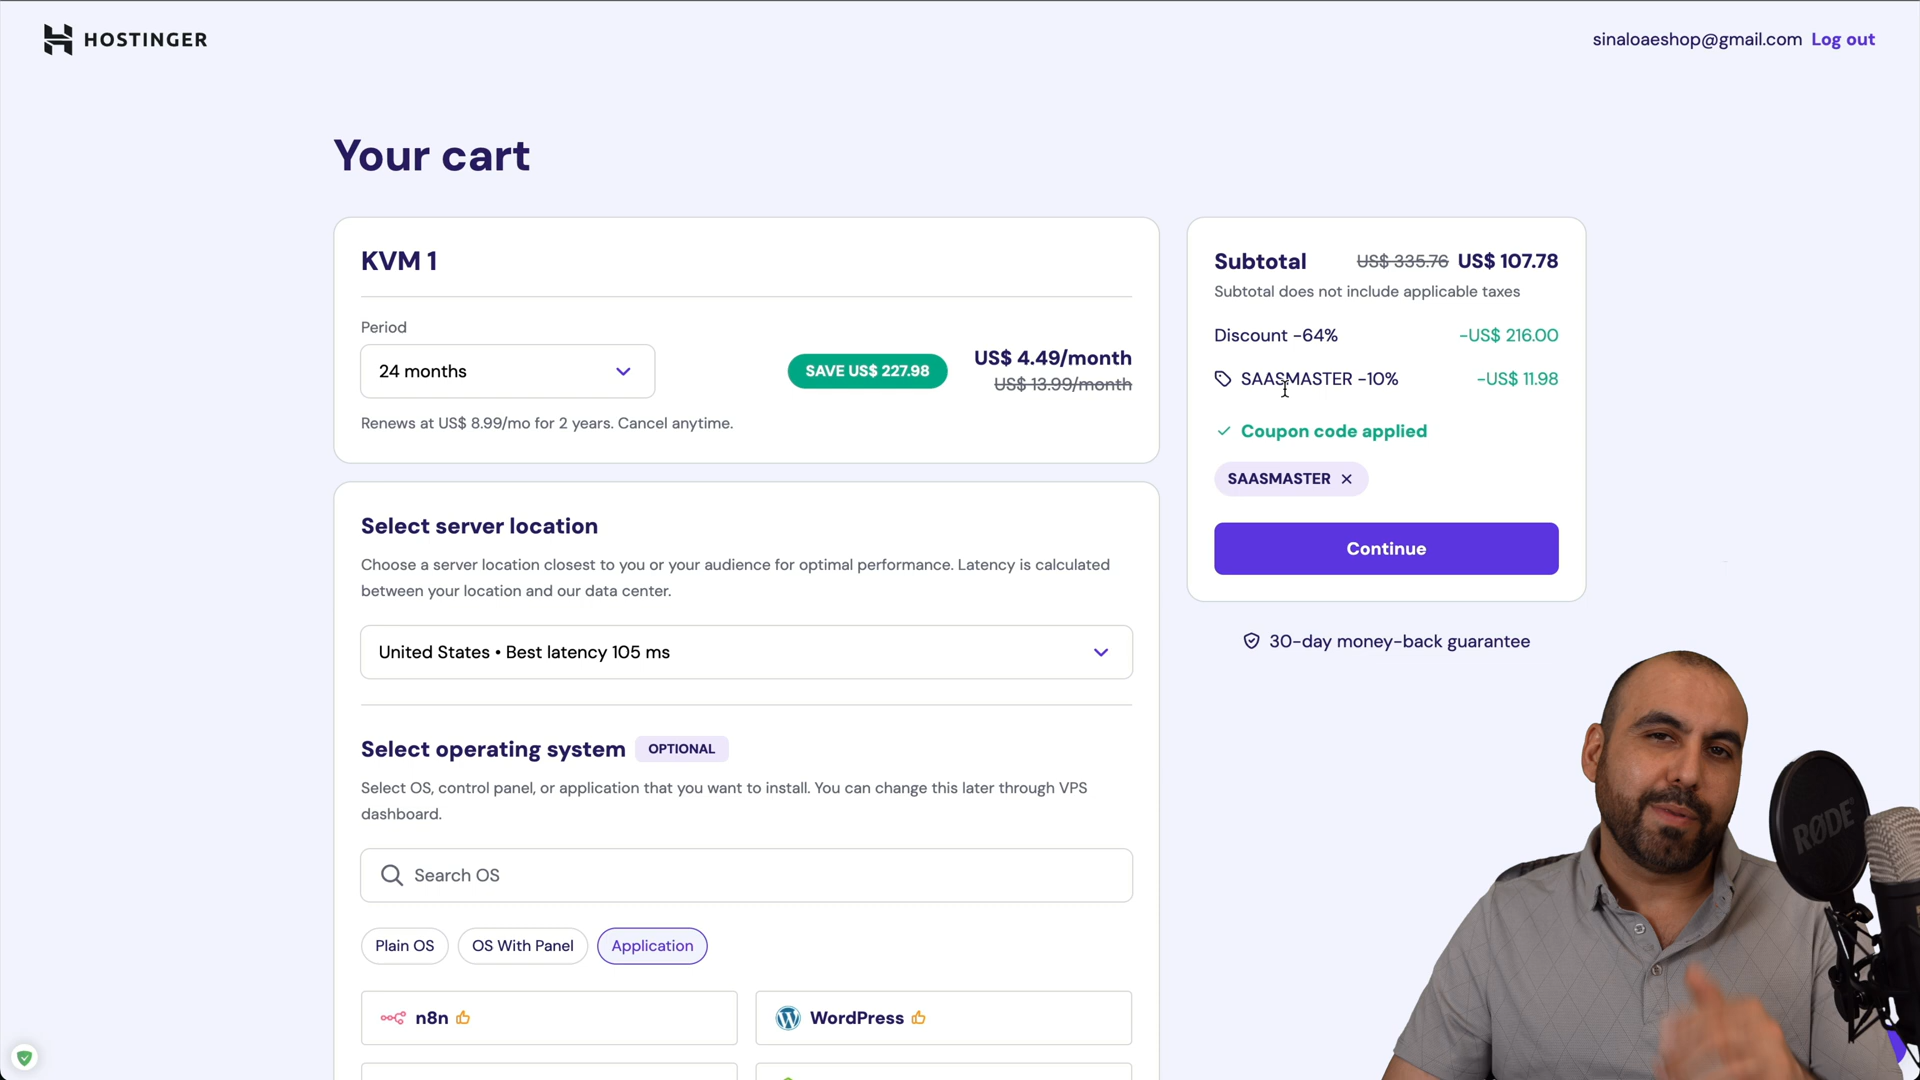 HOSTINGER
sinaloaeshop@gmail.com Log out
Your cart
KVM 1
Period
24 months
SAVE US$ 227.98
US$ 4.49/month
US$ 13.99/month
Renews at US$ 8.99/mo for 2 years. Cancel anytime.
Select server location
Choose a server location closest to you or your audience for optimal performance. Latency is calculated
between your location and our data center.
United States • Best latency 105 ms
Select operating system OPTIONAL
Select OS, control panel, or application that you want to install. You can change this later through VPS
dashboard.
Search OS
Plain OS OS With Panel Application
n8n WordPress
Subtotal US$ 335.76 US$ 107.78
Subtotal does not include applicable taxes
Discount -64% -US$ 216.00
SAASMASTER -10% -US$ 11.98
Coupon code applied
SAASMASTER
Continue
30-day money-back guarantee
RØDE